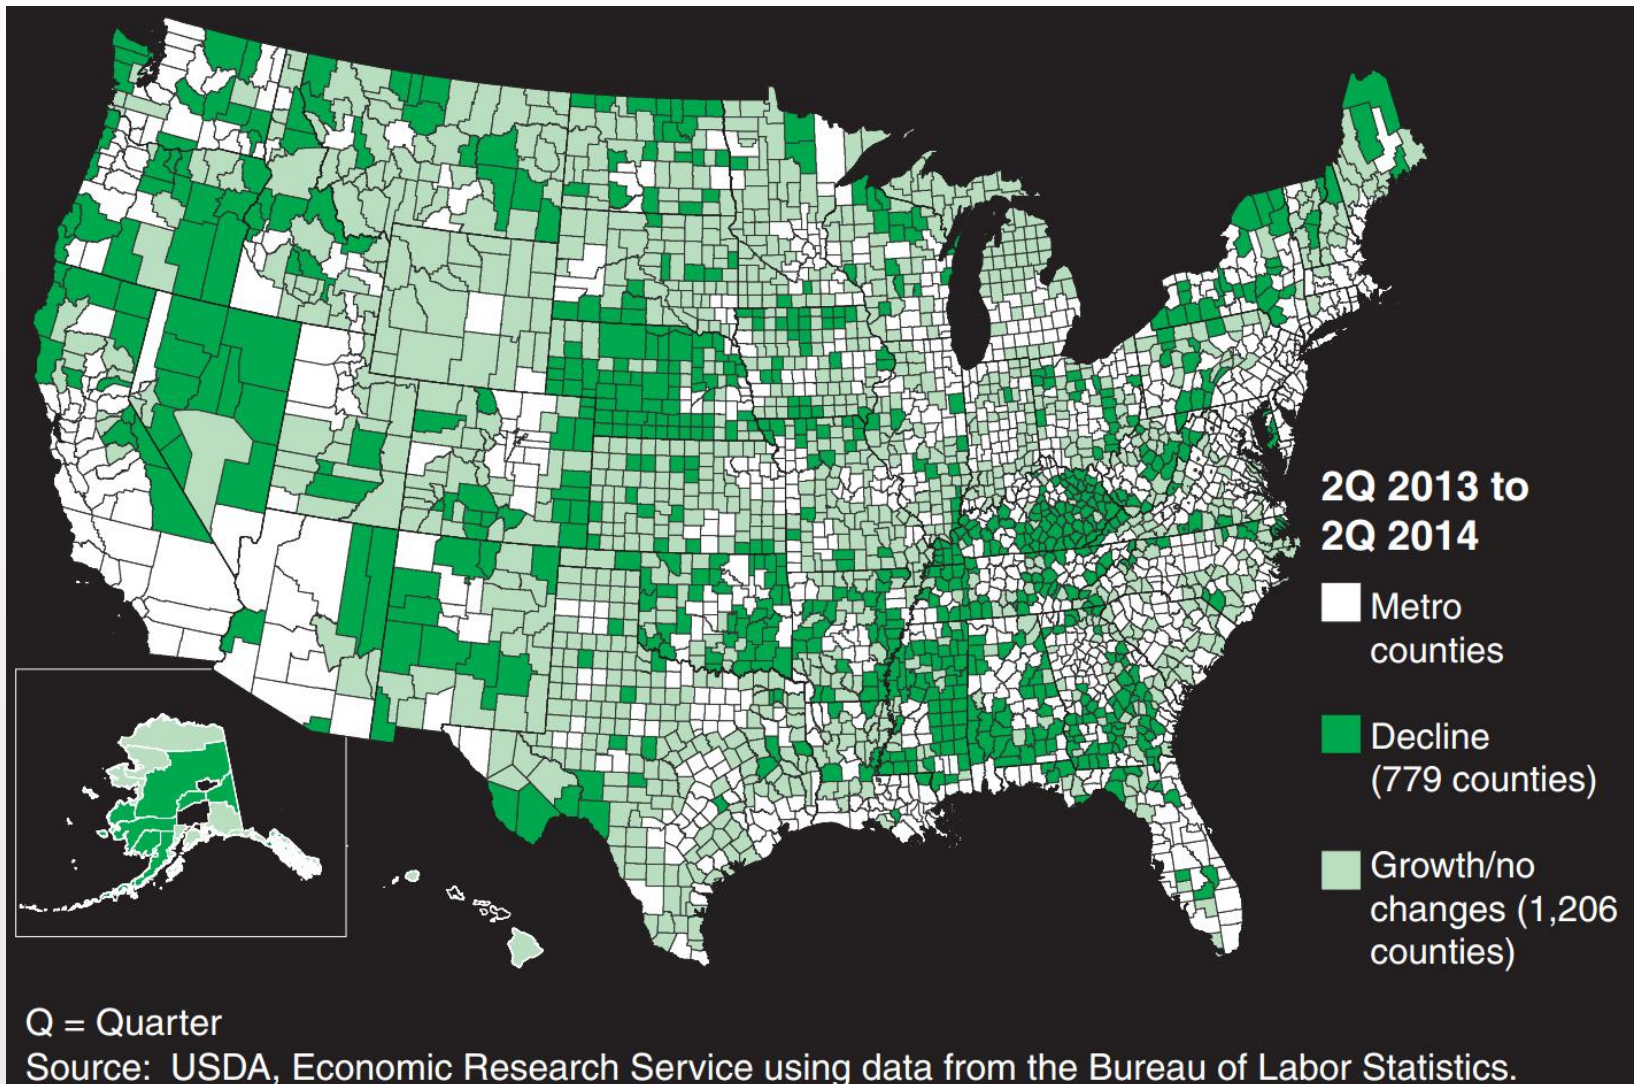 2Q 2013 to
2Q 2014
Metro
counties
Decline
(779 counties)
Growth/no
changes (1,206
counties)
Q = Quarter
Source:  USDA, Economic Research Service using data from the Bureau of Labor Statistics.